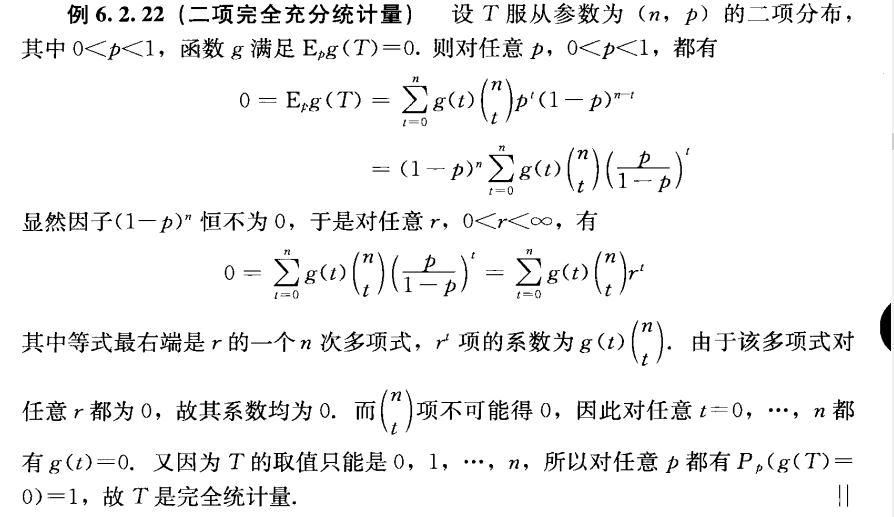 例 6.2.22 (二项完全充分统计量) 设 T 服从参数为 (n, p) 的二项分布,
其中 0<p<1, 函数 g 满足 Eₚg(T)=0. 则对任意 p, 0<p<1, 都有
0 = Eₚg(T) = \sum_{t=0}^{n} g(t) \binom{n}{t} p^t (1-p)^{n-t}
= (1-p)^n \sum_{t=0}^{n} g(t) \binom{n}{t} \left(\frac{p}{1-p}\right)^t
显然因子(1-p)ⁿ 恒不为 0, 于是对任意 r, 0<r<∞, 有
0 = \sum_{t=0}^{n} g(t) \binom{n}{t} \left(\frac{p}{1-p}\right)^t = \sum_{t=0}^{n} g(t) \binom{n}{t} r^t
其中等式最右端是 r 的一个 n 次多项式, r^t 项的系数为 g(t)\binom{n}{t}. 由于该多项式对
任意 r 都为 0, 故其系数均为 0. 而\binom{n}{t}项不可能得 0, 因此对任意 t=0, …, n 都
有 g(t)=0. 又因为 T 的取值只能是 0, 1, …, n, 所以对任意 p 都有 Pₚ(g(T)=
0)=1, 故 T 是完全统计量. ||